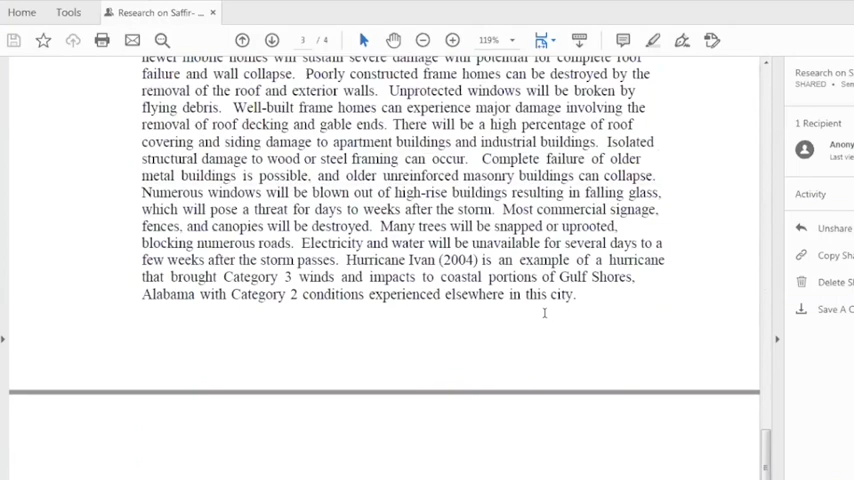 Home Tools Research on Saffir-... ×
3 / 4 119%
newer mobile homes will sustain severe damage with potential for complete roof
failure and wall collapse. Poorly constructed frame homes can be destroyed by the
removal of the roof and exterior walls. Unprotected windows will be broken by
flying debris. Well-built frame homes can experience major damage involving the
removal of roof decking and gable ends. There will be a high percentage of roof
covering and siding damage to apartment buildings and industrial buildings. Isolated
structural damage to wood or steel framing can occur. Complete failure of older
metal buildings is possible, and older unreinforced masonry buildings can collapse.
Numerous windows will be blown out of high-rise buildings resulting in falling glass,
which will pose a threat for days to weeks after the storm. Most commercial signage,
fences, and canopies will be destroyed. Many trees will be snapped or uprooted,
blocking numerous roads. Electricity and water will be unavailable for several days to a
few weeks after the storm passes. Hurricane Ivan (2004) is an example of a hurricane
that brought Category 3 winds and impacts to coastal portions of Gulf Shores,
Alabama with Category 2 conditions experienced elsewhere in this city.
Research on S
SHARED • Sen
1 Recipient
Anony
Last vie
Activity
Unshare
Copy Sha
Delete Sh
Save A C